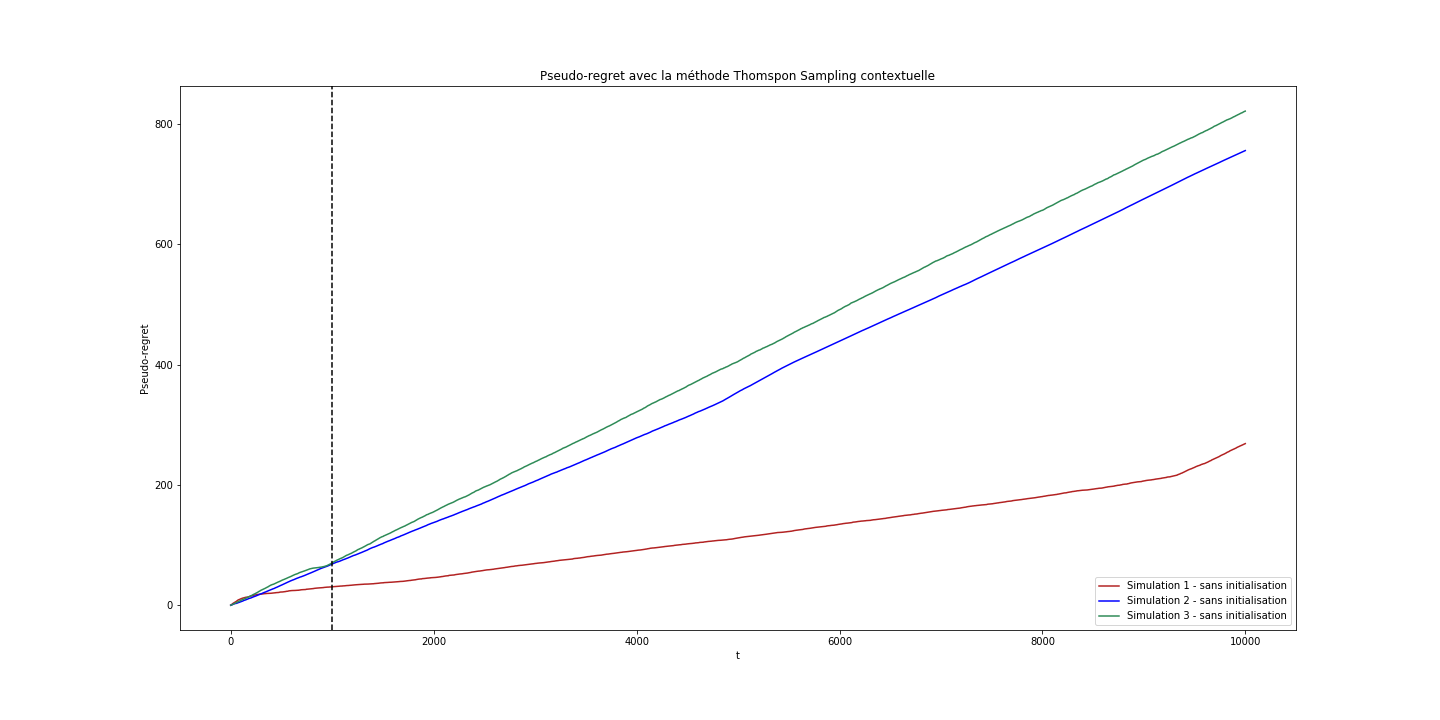 Pseudo-regret avec la méthode Thomspon Sampling contextuelle
Pseudo-regret
800
600
400
200
0
0 2000 4000 6000 8000 10000
t
Simulation 1 - sans initialisation
Simulation 2 - sans initialisation
Simulation 3 - sans initialisation